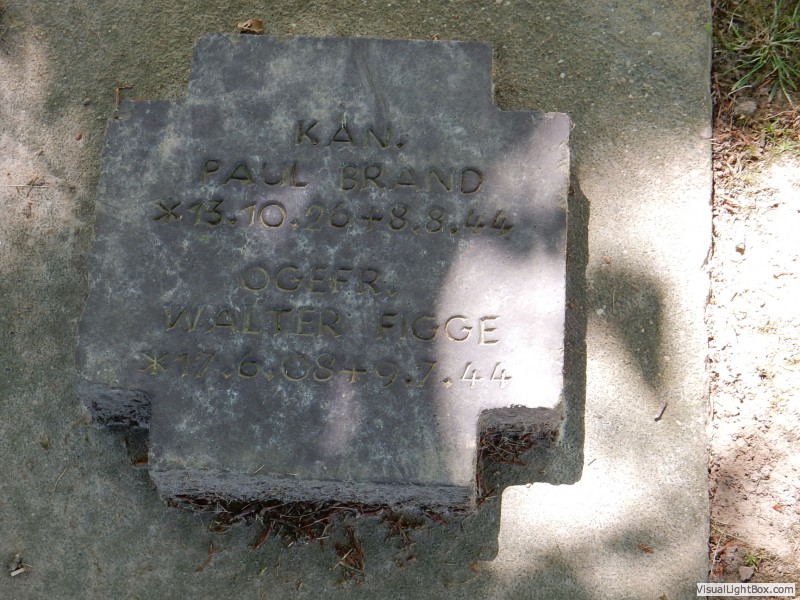 KAN.
PAUL BRAND
*13.10.26+8.8.44
OGEFR.
WALTER FIGGE
*17.6.08+9.7.44
VisualLightBox.com